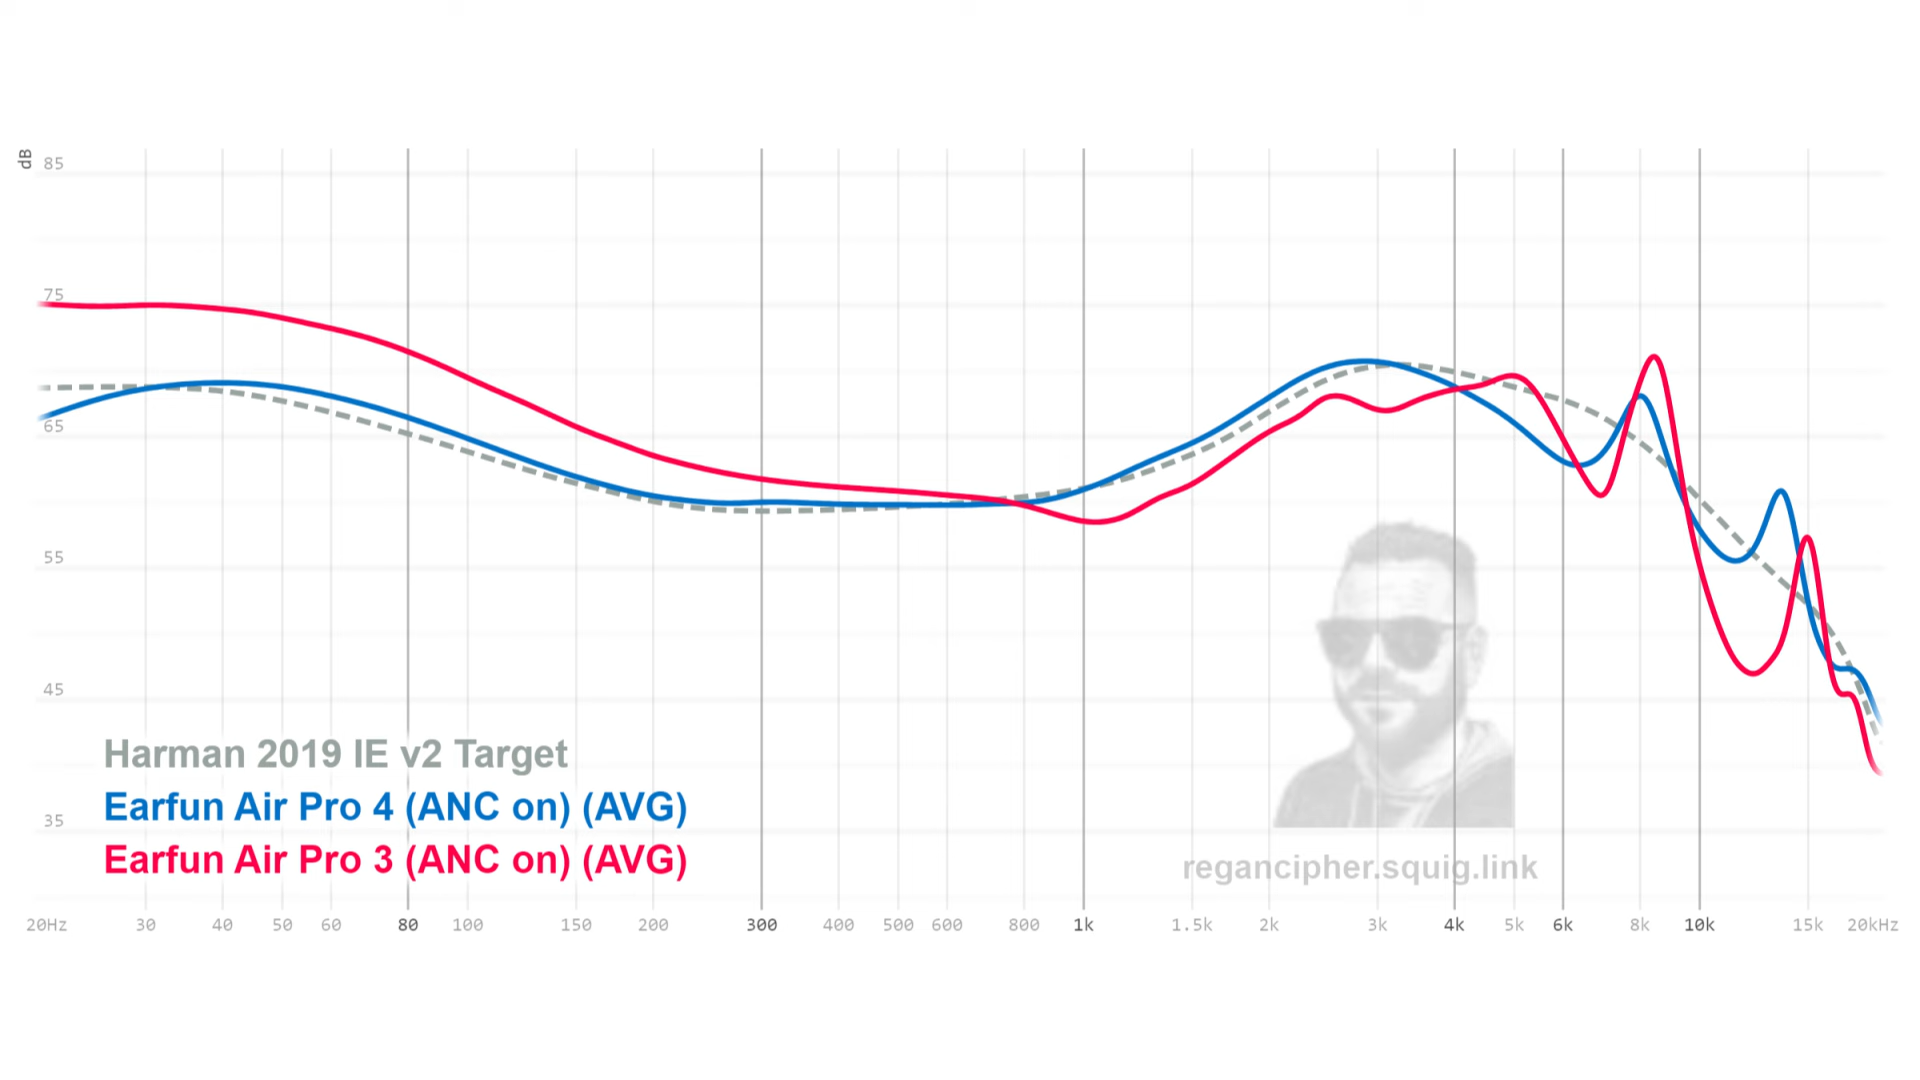 dB
85
75
65
55
45
35
Harman 2019 IE v2 Target
Earfun Air Pro 4 (ANC on) (AVG)
Earfun Air Pro 3 (ANC on) (AVG)
regancipher.squig.link
20Hz 30 40 50 60 80 100 150 200 300 400 500 600 800 1k 1.5k 2k 3k 4k 5k 6k 8k 10k 15k 20kHz